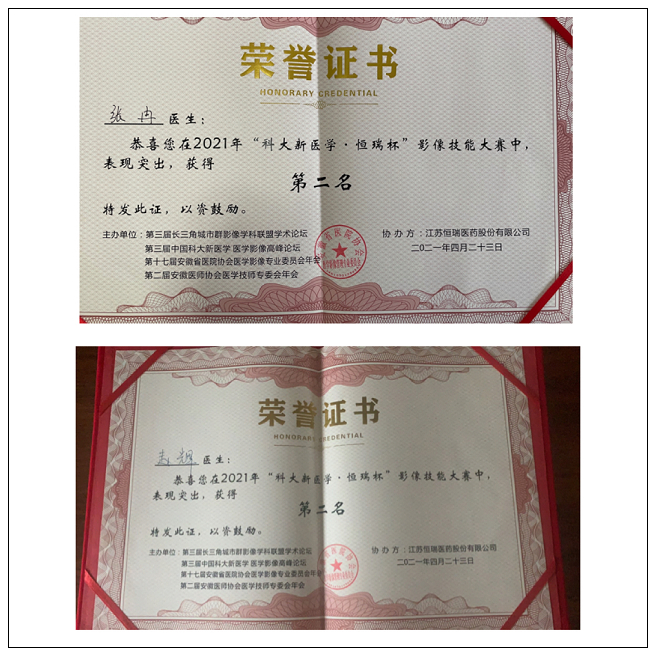 荣誉证书
HONORARY CREDENTIAL
张冉 医生：
恭喜您在2021年“科大新医学·恒瑞杯”影像技能大赛中，
表现突出，获得
第二名
特发此证，以资鼓励。
主办单位：第三届长三角城市群影像学科联盟学术论坛
第三届中国科大新医学 医学影像高峰论坛
第十七届安徽省医院协会医学影像专业委员会年会
第二届安徽医师协会医学技师专委会年会
协办方：江苏恒瑞医药股份有限公司
二〇二一年四月二十三日
荣誉证书
HONORARY CREDENTIAL
医生：
恭喜您在2021年“科大新医学·恒瑞杯”影像技能大赛中，
表现突出，获得
第二名
特发此证，以资鼓励。
主办单位：第三届长三角城市群影像学科联盟学术论坛
第三届中国科大新医学 医学影像高峰论坛
第十七届安徽省医院协会医学影像专业委员会年会
第二届安徽医师协会医学技师专委会年会
协办方：江苏恒瑞医药股份有限公司
二〇二一年四月二十三日